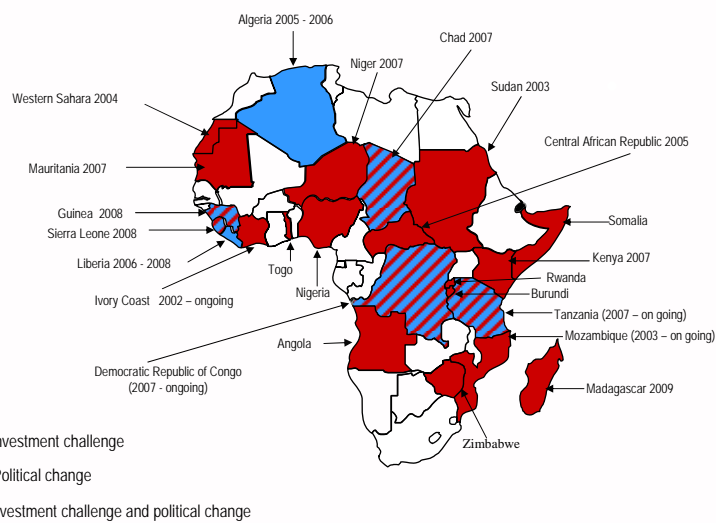 Algeria 2005 - 2006
Chad 2007
Niger 2007
Sudan 2003
Western Sahara 2004
Central African Republic 2005
Mauritania 2007
Guinea 2008
Somalia
Sierra Leone 2008
Kenya 2007
Liberia 2006 - 2008
Togo
Rwanda
Nigeria
Burundi
Ivory Coast 2002 – ongoing
Tanzania (2007 – on going)
Mozambique (2003 – on going)
Angola
Democratic Republic of Congo
(2007 - ongoing)
Madagascar 2009
Zimbabwe
nvestment challenge
Political change
vestment challenge and political change